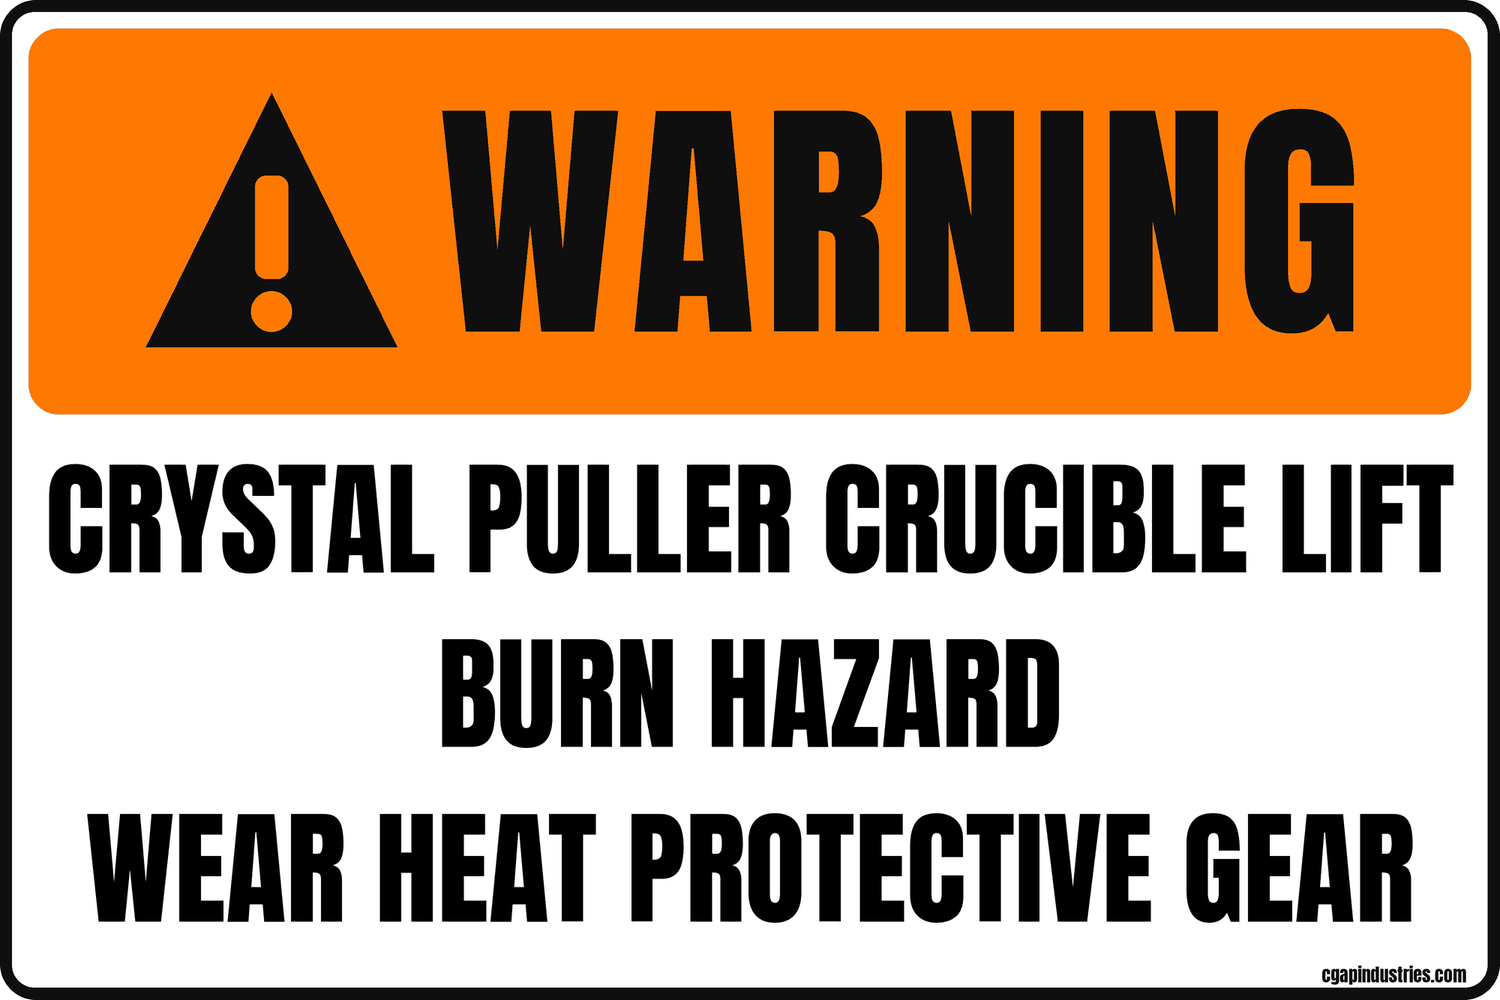 WARNING
CRYSTAL PULLER CRUCIBLE LIFT
BURN HAZARD
WEAR HEAT PROTECTIVE GEAR
cgapindustries.com